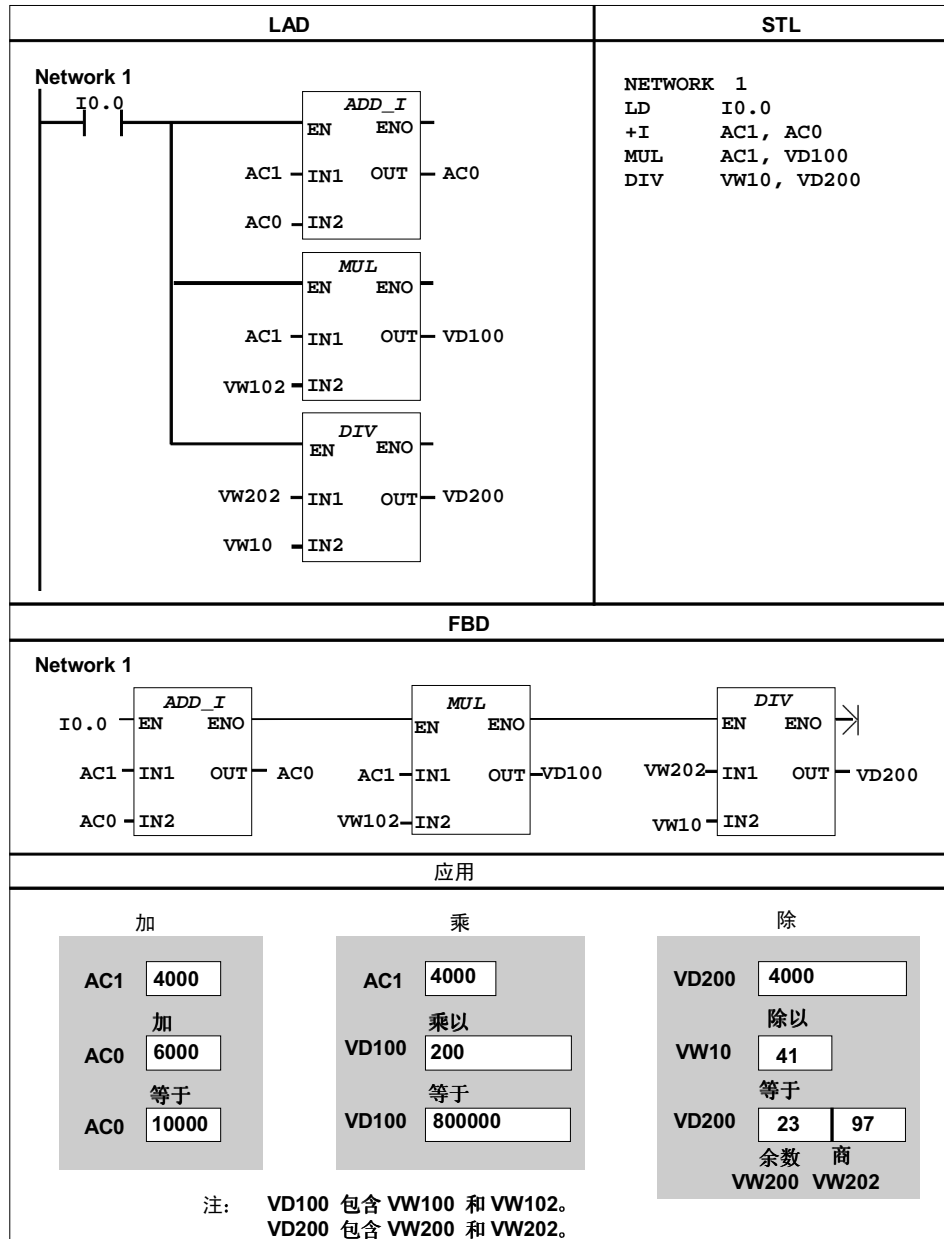 LAD
STL
Network 1
I0.0
ADD_I
EN ENO
AC1 IN1 OUT AC0
AC0 IN2
MUL
EN ENO
AC1 IN1 OUT VD100
VW102 IN2
DIV
EN ENO
VW202 IN1 OUT VD200
VW10 IN2
NETWORK 1
LD I0.0
+I AC1, AC0
MUL AC1, VD100
DIV VW10, VD200
FBD
Network 1
ADD_I
I0.0 EN ENO
AC1 IN1 OUT AC0
AC0 IN2
MUL
EN ENO
AC1 IN1 OUT VD100
VW102 IN2
DIV
EN ENO
VW202 IN1 OUT VD200
VW10 IN2
应用
加
AC1 4000
加
AC0 6000
等于
AC0 10000
乘
AC1 4000
乘以
VD100 200
等于
VD100 800000
除
VD200 4000
除以
VW10 41
等于
VD200 23 97
余数 商
VW200 VW202
注: VD100 包含 VW100 和 VW102。
VD200 包含 VW200 和 VW202。